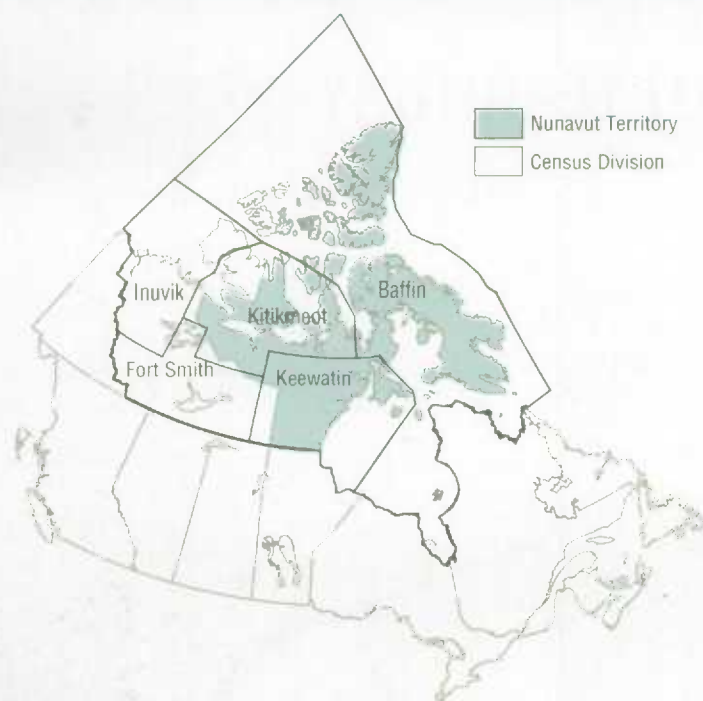 Nunavut Territory
Census Division
Inuvik
Kitikmeot
Baffin
Fort Smith
Keewatin